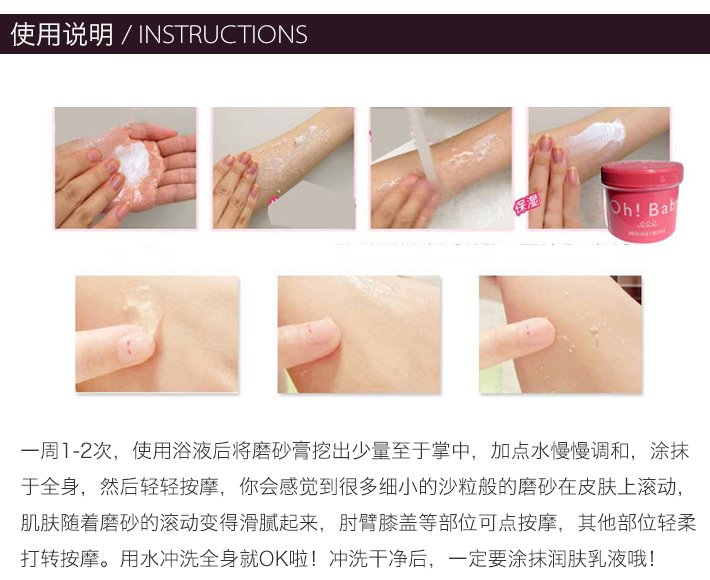 使用说明 / INSTRUCTIONS
保湿
Oh! Baby
HOUSE OF ROSE
一周1-2次，使用浴液后将磨砂膏挖出少量至于掌中，加点水慢慢调和，涂抹
于全身，然后轻轻按摩，你会感觉到很多细小的沙粒般的磨砂在皮肤上滚动，
肌肤随着磨砂的滚动变得滑腻起来，肘臂膝盖等部位可点按摩，其他部位轻柔
打转按摩。用水冲洗全身就OK啦！冲洗干净后，一定要涂抹润肤乳液哦！